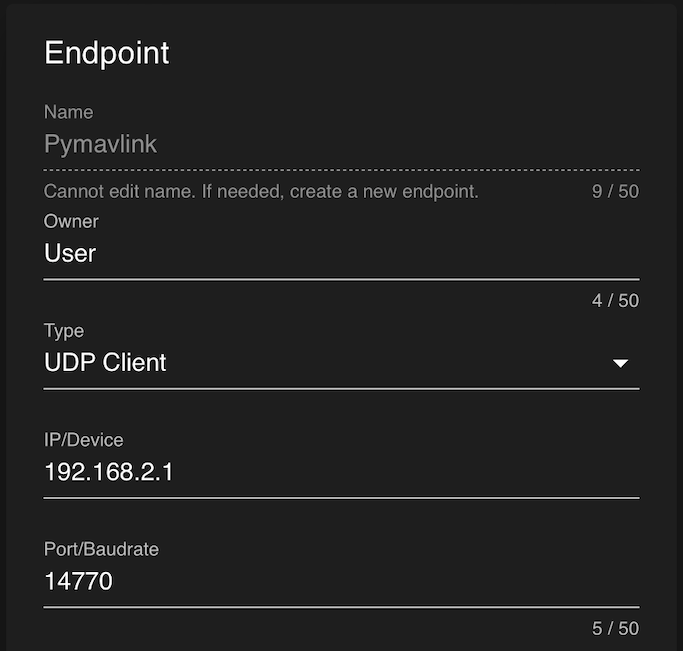 Endpoint
Name
Pymavlink
Cannot edit name. If needed, create a new endpoint. 9 / 50
Owner
User
4 / 50
Type
UDP Client
IP/Device
192.168.2.1
Port/Baudrate
14770
5 / 50